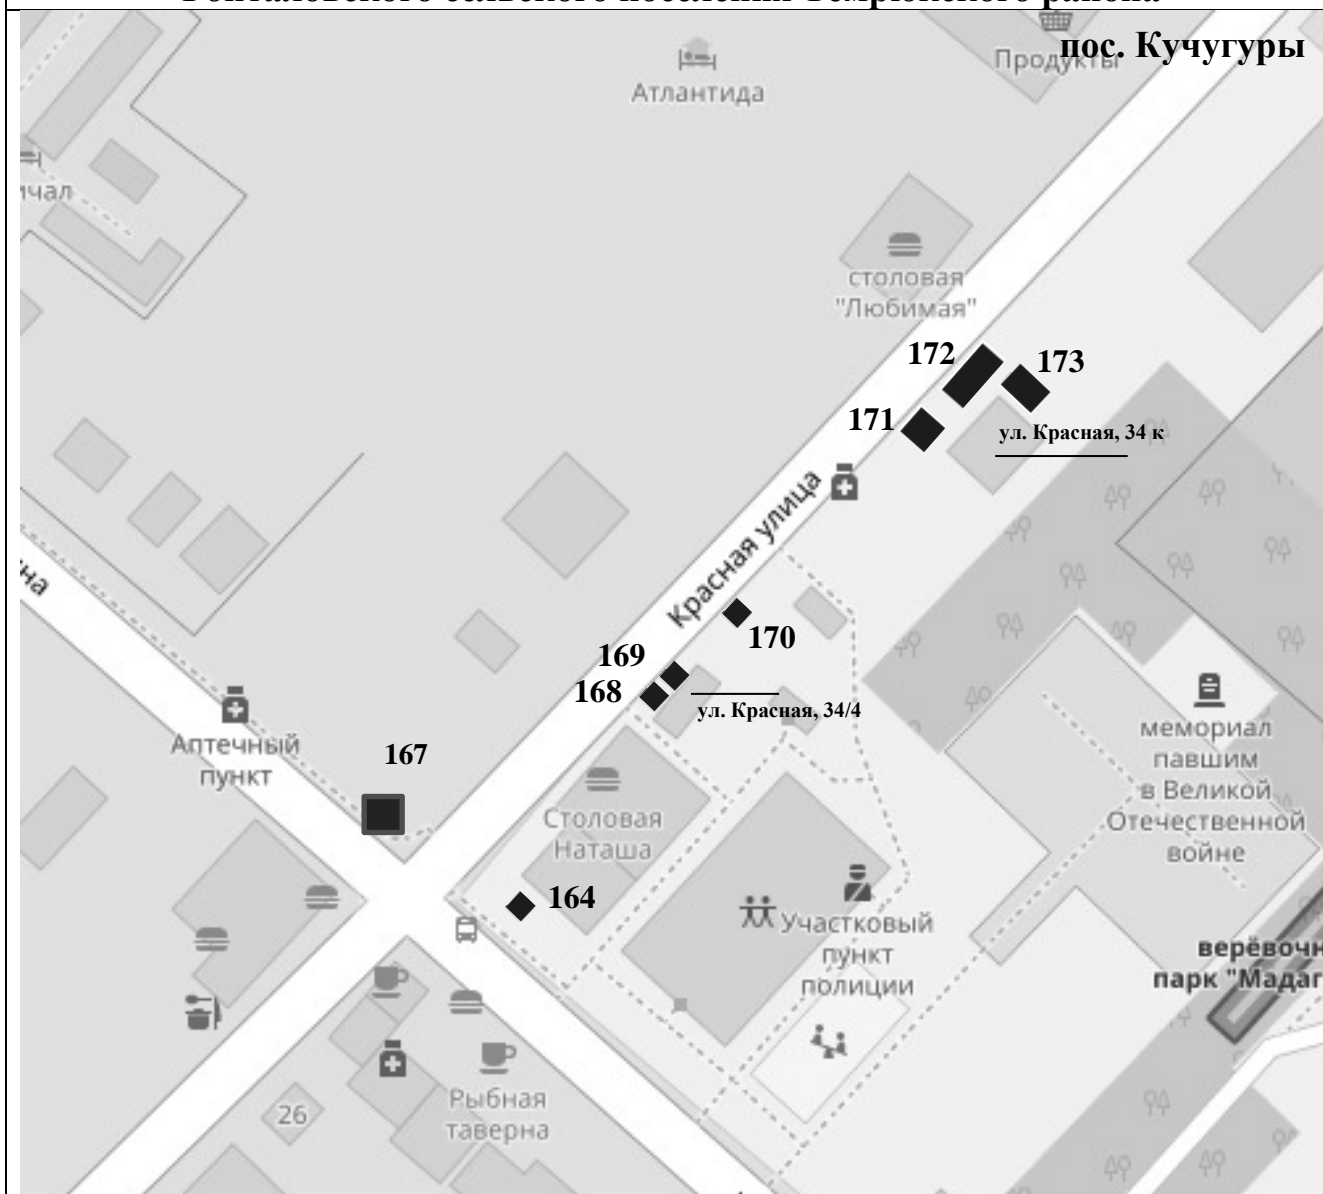 пос. Кучугуры
Продукты
Атлантида
столовая
"Любимая"
172
173
171
ул. Красная, 34 к
Красная улица
170
169
168
ул. Красная, 34/4
Аптечный
пункт
167
мемориал
павшим
в Великой
Отечественной
войне
Столовая
Наташа
164
Участковый
пункт
полиции
парк "Мадаг
Рыбная
таверна
26